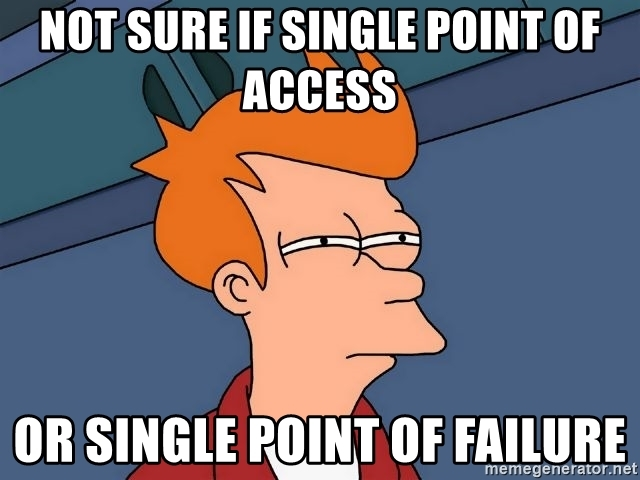 NOT SURE IF SINGLE POINT OF
ACCESS
OR SINGLE POINT OF FAILURE
memegenerator.net